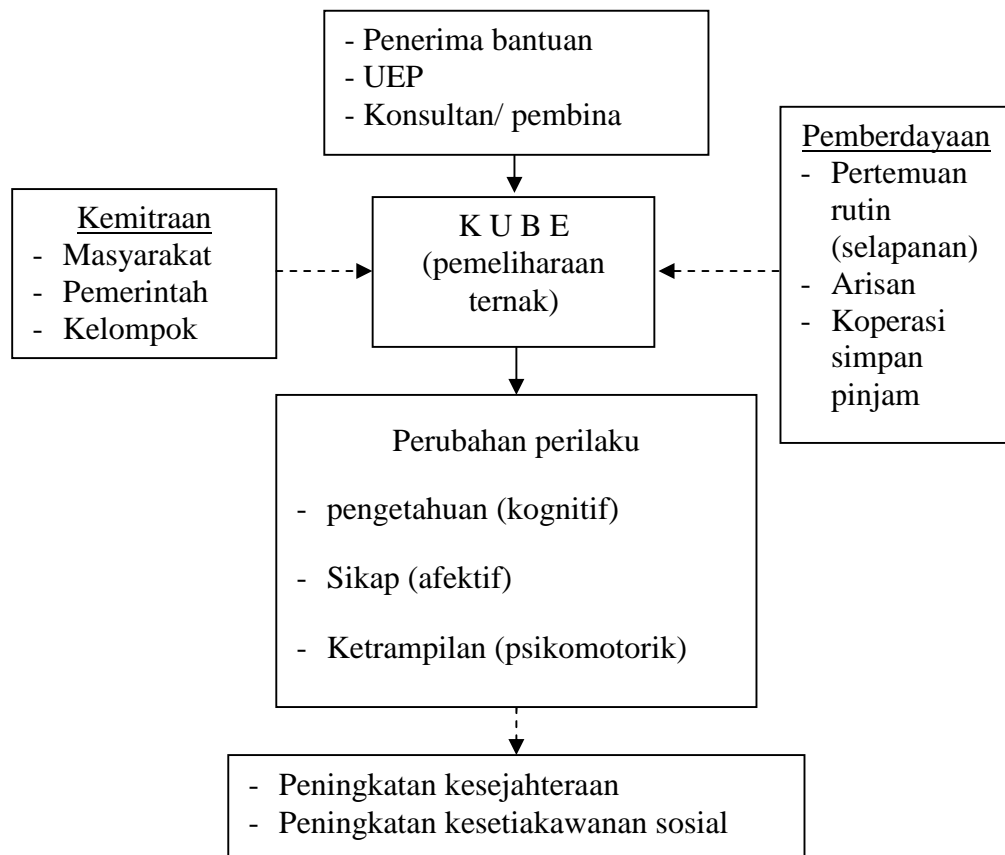 - Penerima bantuan
- UEP
- Konsultan/ pembina
Pemberdayaan
- Pertemuan
rutin
(selapanan)
- Arisan
- Koperasi
simpan
pinjam
Kemitraan
- Masyarakat
- Pemerintah
- Kelompok
K U B E
(pemeliharaan
ternak)
Perubahan perilaku
- pengetahuan (kognitif)
- Sikap (afektif)
- Ketrampilan (psikomotorik)
- Peningkatan kesejahteraan
- Peningkatan kesetiakawanan sosial